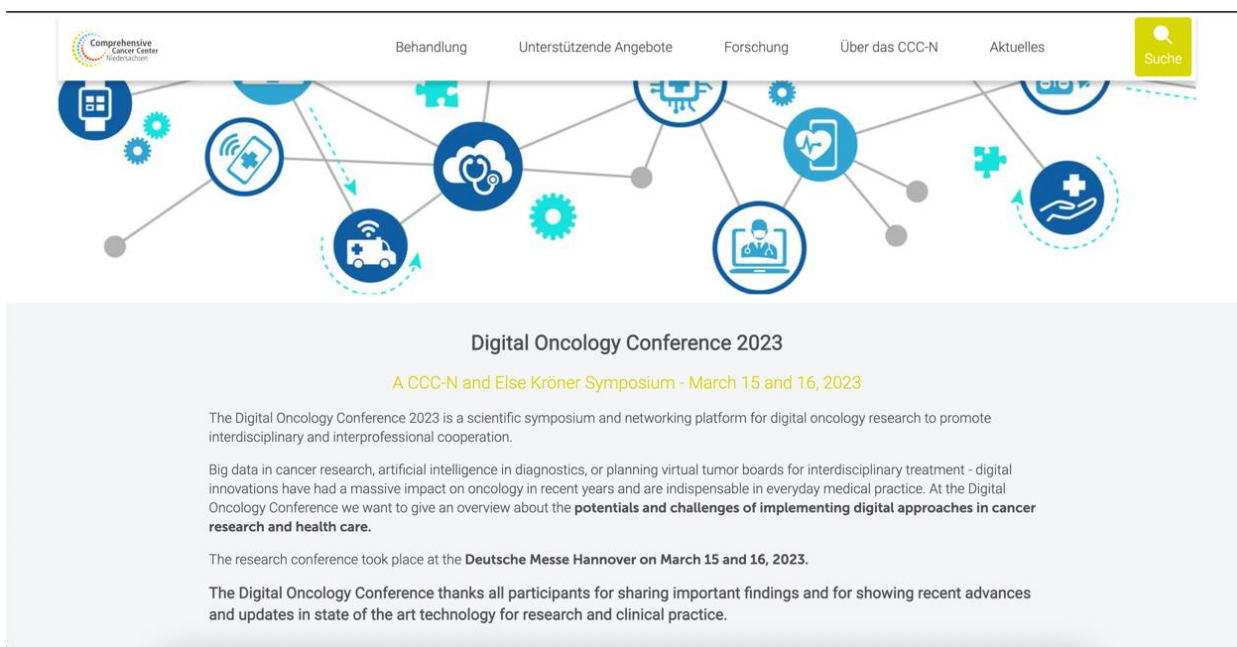 Comprehensive
Cancer Center
Niedersachsen
Behandlung
Unterstützende Angebote
Forschung
Über das CCC-N
Aktuelles
Suche
Digital Oncology Conference 2023
A CCC-N and Else Kröner Symposium - March 15 and 16, 2023
The Digital Oncology Conference 2023 is a scientific symposium and networking platform for digital oncology research to promote
interdisciplinary and interprofessional cooperation.
Big data in cancer research, artificial intelligence in diagnostics, or planning virtual tumor boards for interdisciplinary treatment - digital
innovations have had a massive impact on oncology in recent years and are indispensable in everyday medical practice. At the Digital
Oncology Conference we want to give an overview about the potentials and challenges of implementing digital approaches in cancer
research and health care.
The research conference took place at the Deutsche Messe Hannover on March 15 and 16, 2023.
The Digital Oncology Conference thanks all participants for sharing important findings and for showing recent advances
and updates in state of the art technology for research and clinical practice.